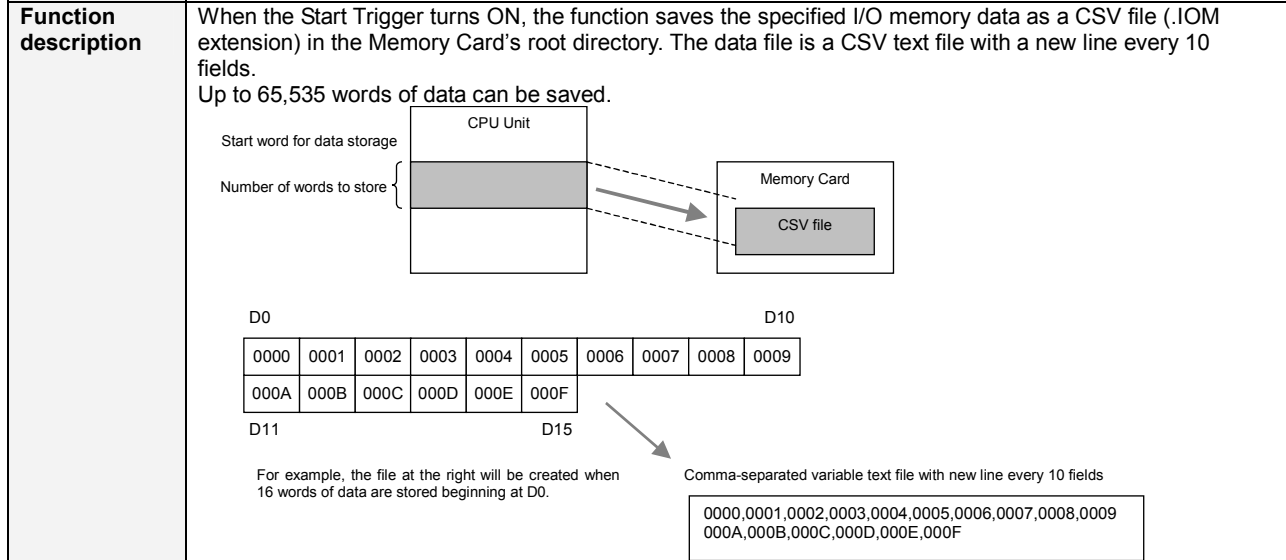 Function
description
When the Start Trigger turns ON, the function saves the specified I/O memory data as a CSV file (.IOM
extension) in the Memory Card's root directory. The data file is a CSV text file with a new line every 10
fields.
Up to 65,535 words of data can be saved.
CPU Unit
Start word for data storage
Number of words to store
Memory Card
CSV file
D0 D10
0000 0001 0002 0003 0004 0005 0006 0007 0008 0009
000A 000B 000C 000D 000E 000F
D11 D15
For example, the file at the right will be created when
16 words of data are stored beginning at D0.
Comma-separated variable text file with new line every 10 fields
0000,0001,0002,0003,0004,0005,0006,0007,0008,0009
000A,000B,000C,000D,000E,000F